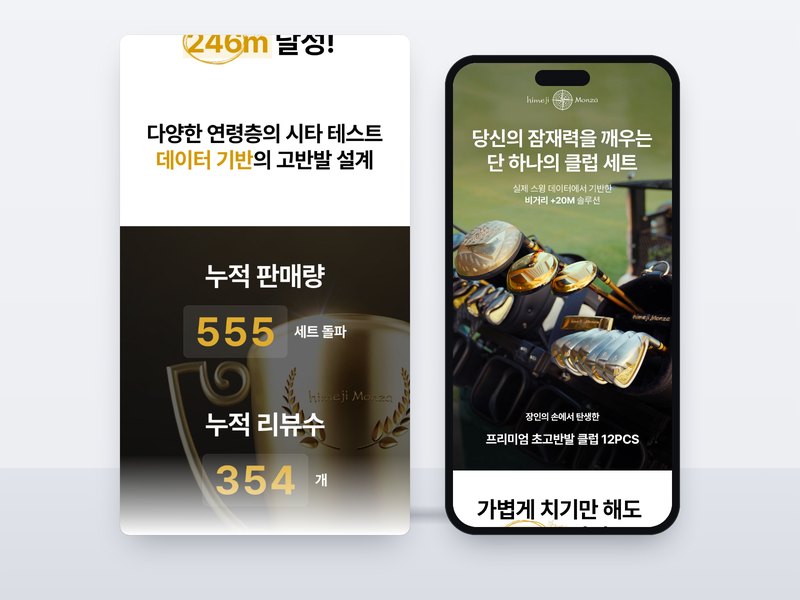 246m 달성!
다양한 연령층의 시타 테스트
데이터 기반의 고반발 설계
누적 판매량
555 세트 돌파
himeji Monza
누적 리뷰수
354 개
himeji Monza
당신의 잠재력을 깨우는
단 하나의 클럽 세트
실제 스윙 데이터에서 기반한
비거리 +20M 솔루션
himeji Monza
장인의 손에서 탄생한
프리미엄 초고반발 클럽 12PCS
가볍게 치기만 해도